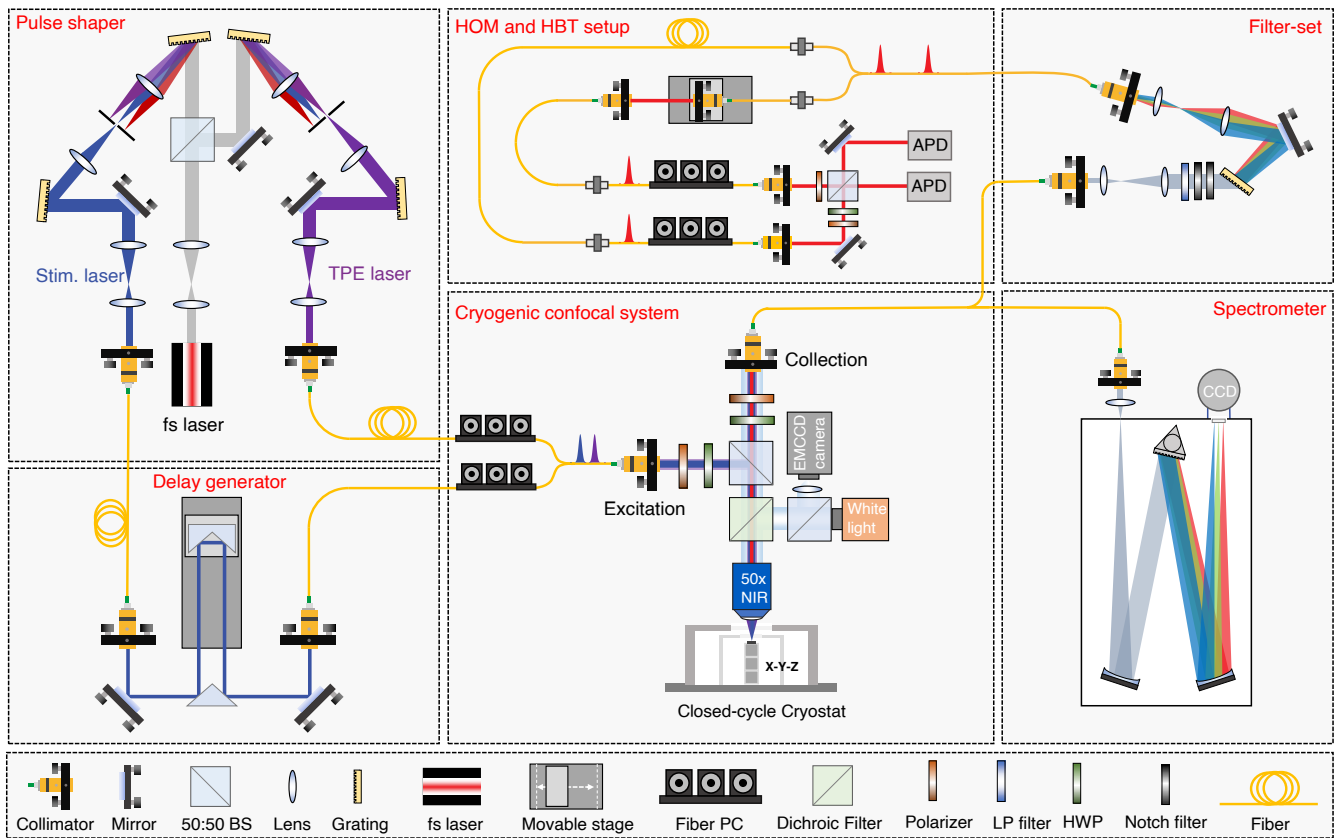 Pulse shaper
HOM and HBT setup
Filter-set
APD
APD
Stim. laser
TPE laser
fs laser
Cryogenic confocal system
Collection
Spectrometer
CCD
EMCCD
camera
Excitation
White
light
Delay generator
50x
NIR
X-Y-Z
Closed-cycle Cryostat
Collimator
Mirror
50:50 BS
Lens
Grating
fs laser
Movable stage
Fiber PC
Dichroic Filter
Polarizer
LP filter
HWP
Notch filter
Fiber